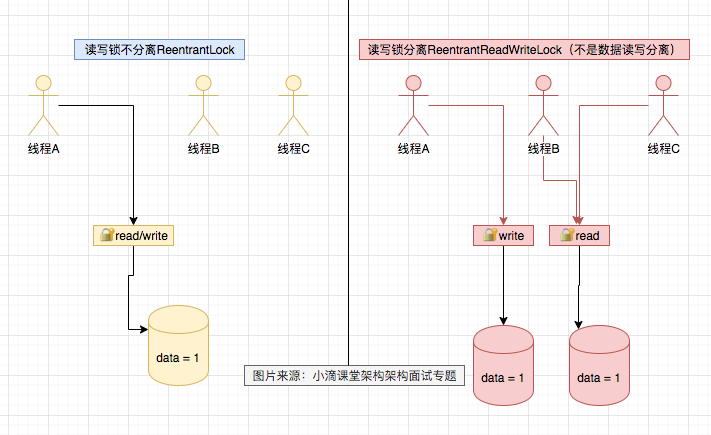 读写锁不分离ReentrantLock
读写锁分离ReentrantReadWriteLock（不是数据读写分离）
线程A
线程B
线程C
线程A
线程B
线程C
read/write
write
read
data = 1
data = 1
data = 1
图片来源：小滴课堂架构架构面试专题